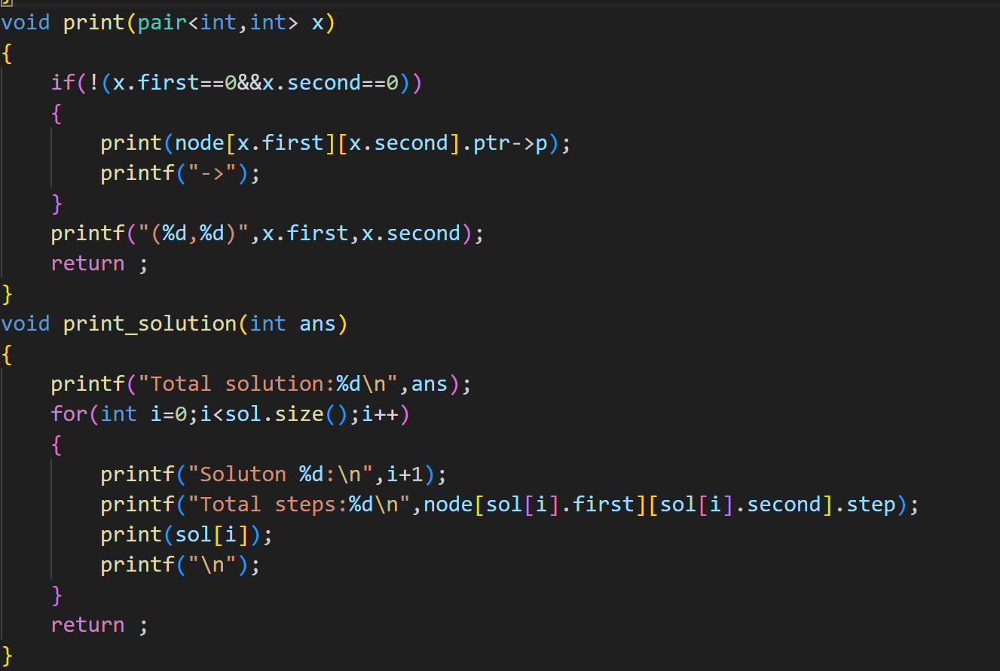 void print(pair<int,int> x)
{
    if(!(x.first==0&&x.second==0))
    {
        print(node[x.first][x.second].ptr->p);
        printf("->");
    }
    printf("(%d,%d)",x.first,x.second);
    return ;
}
void print_solution(int ans)
{
    printf("Total solution:%d\n",ans);
    for(int i=0;i<sol.size();i++)
    {
        printf("Soluton %d:\n",i+1);
        printf("Total steps:%d\n",node[sol[i].first][sol[i].second].step);
        print(sol[i]);
        printf("\n");
    }
    return ;
}